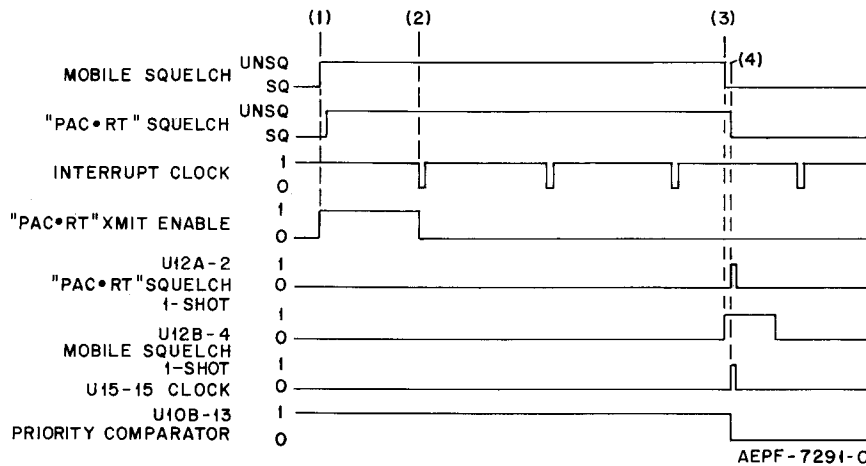 (1) (2) (3)
UNSQ
MOBILE SQUELCH
SQ
(4)
UNSQ
"PAC•RT" SQUELCH
SQ
1
INTERRUPT CLOCK
0
1
"PAC•RT" XMIT ENABLE
0
U12A-2 1
"PAC•RT" SQUELCH 0
1-SHOT
1
U12B-4 0
MOBILE SQUELCH
1-SHOT 1
U15-15 CLOCK 0
U10B-13 1
PRIORITY COMPARATOR 0
AEPF-7291-O